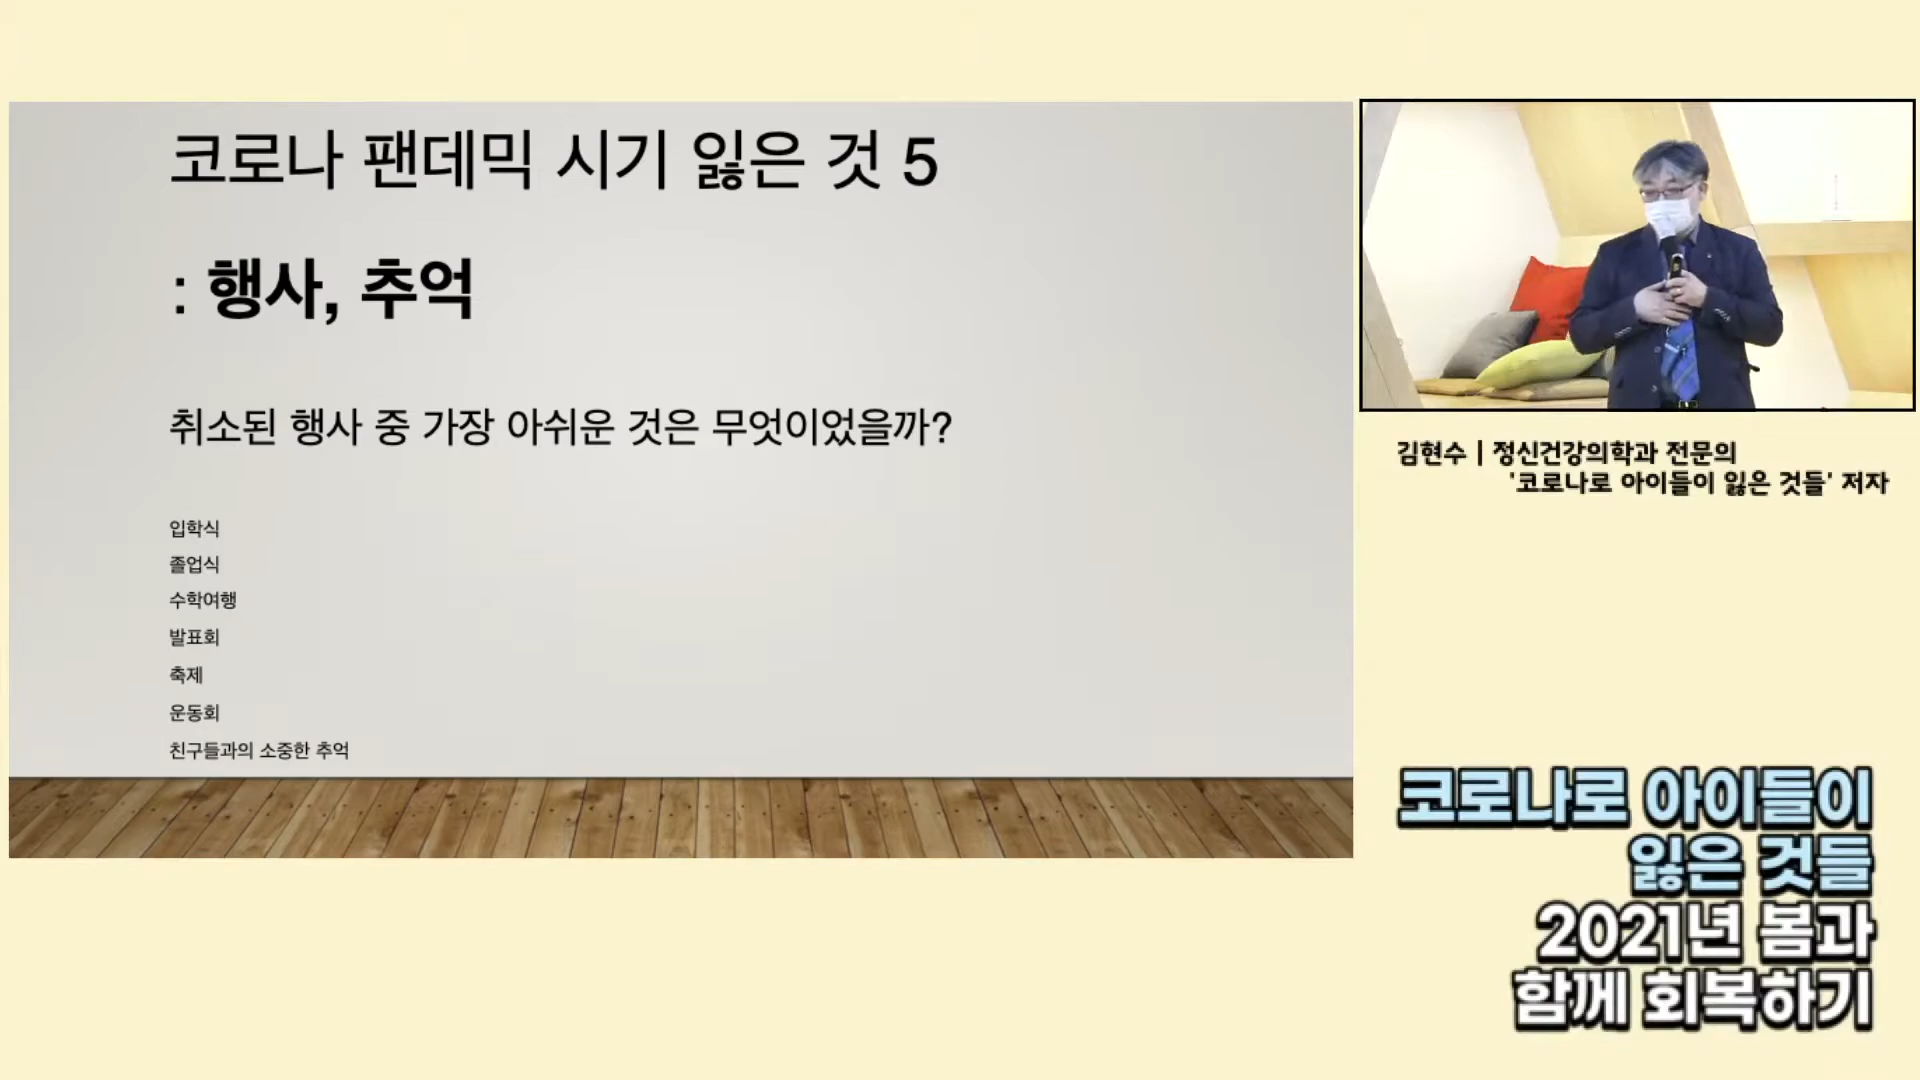 코로나 팬데믹 시기 잃은 것 5
: 행사, 추억
취소된 행사 중 가장 아쉬운 것은 무엇이었을까?
입학식
졸업식
수학여행
발표회
축제
운동회
친구들과의 소중한 추억
김현수 | 정신건강의학과 전문의
'코로나로 아이들이 잃은 것들' 저자
코로나로 아이들이
잃은 것들
2021년 봄과
함께 회복하기